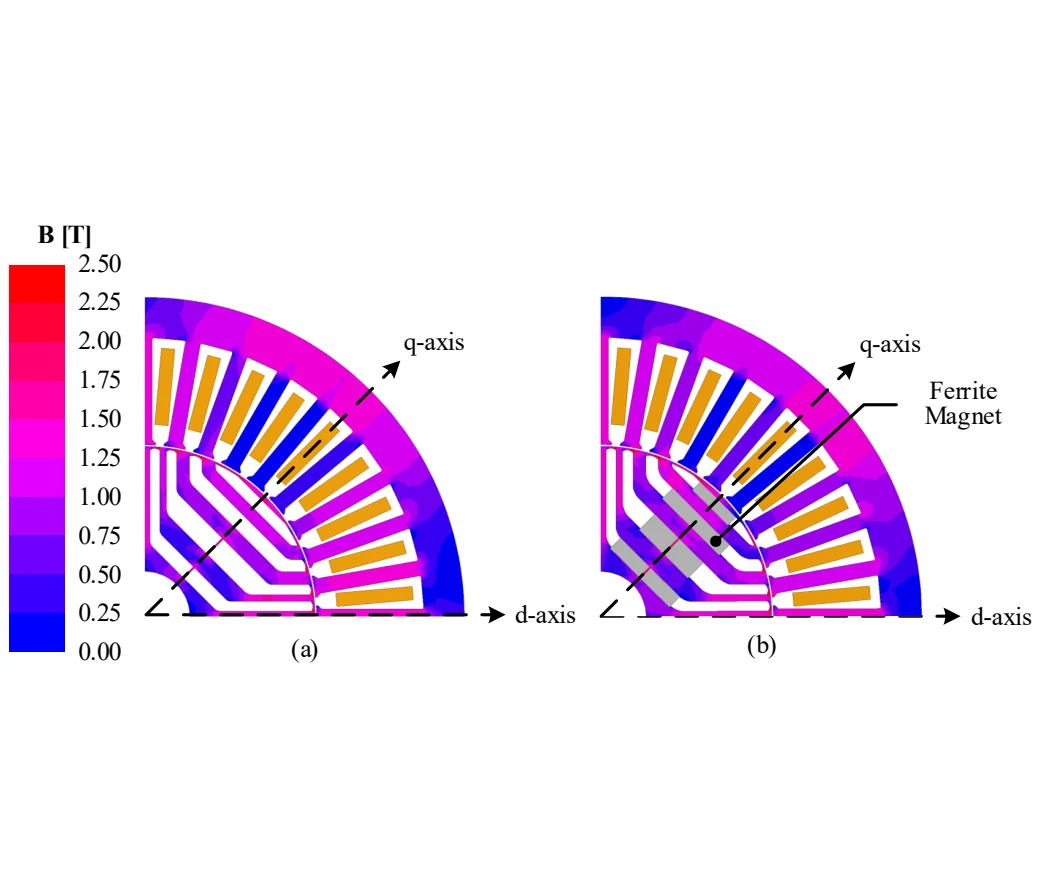 B [T]
2.50
2.25
2.00
1.75
1.50
1.25
1.00
0.75
0.50
0.25
0.00
q-axis
d-axis
(a)
q-axis
Ferrite
Magnet
d-axis
(b)